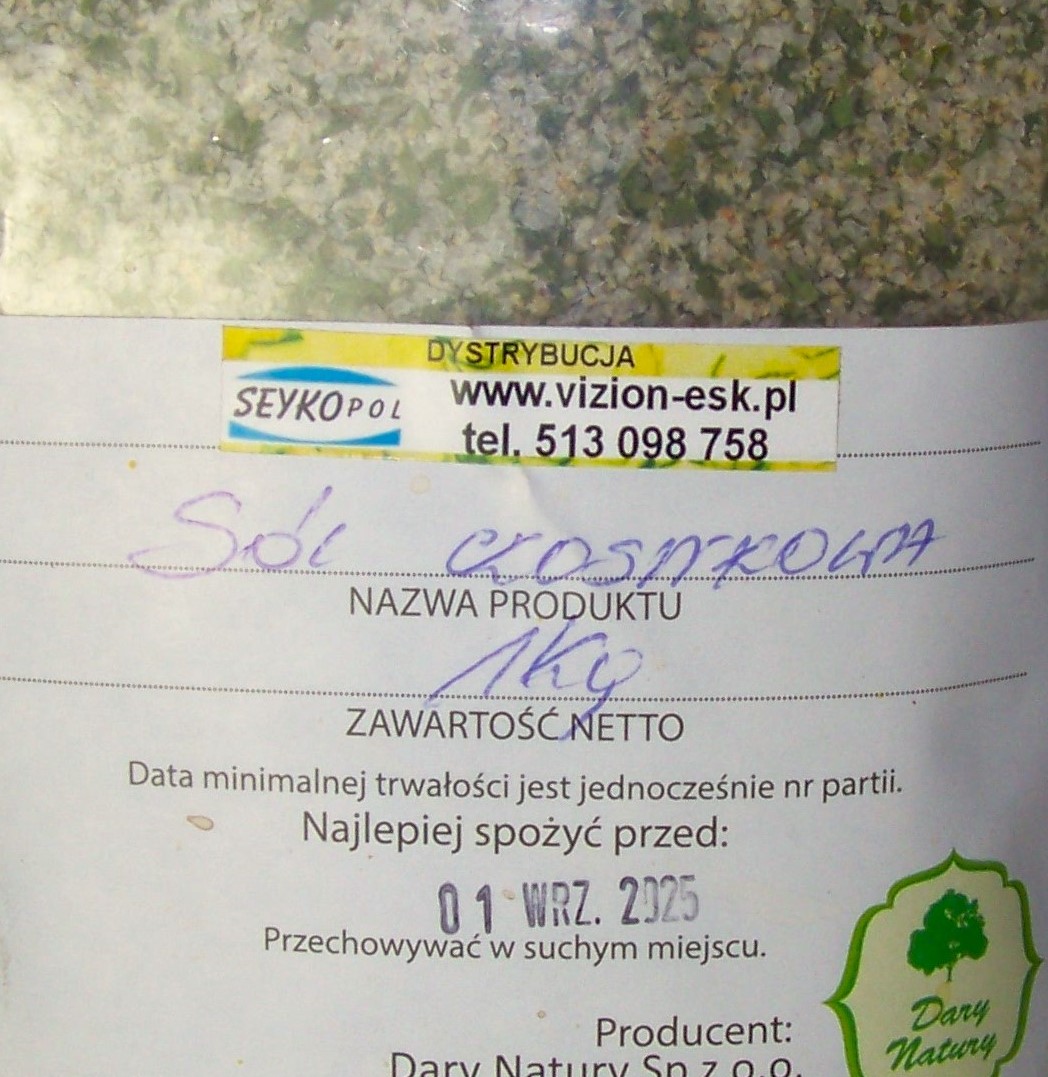 DYSTRYBUCJA
SEYKOPOL
www.vizion-esk.pl
tel. 513 098 758
Sól czosnkowa
NAZWA PRODUKTU
1Kg
ZAWARTOŚĆ NETTO
Data minimalnej trwałości jest jednocześnie nr partii.
Najlepiej spożyć przed:
01 WRZ. 2025
Przechowywać w suchym miejscu.
Producent:
Dary Natury Sp z o.o.
Dary
Natury